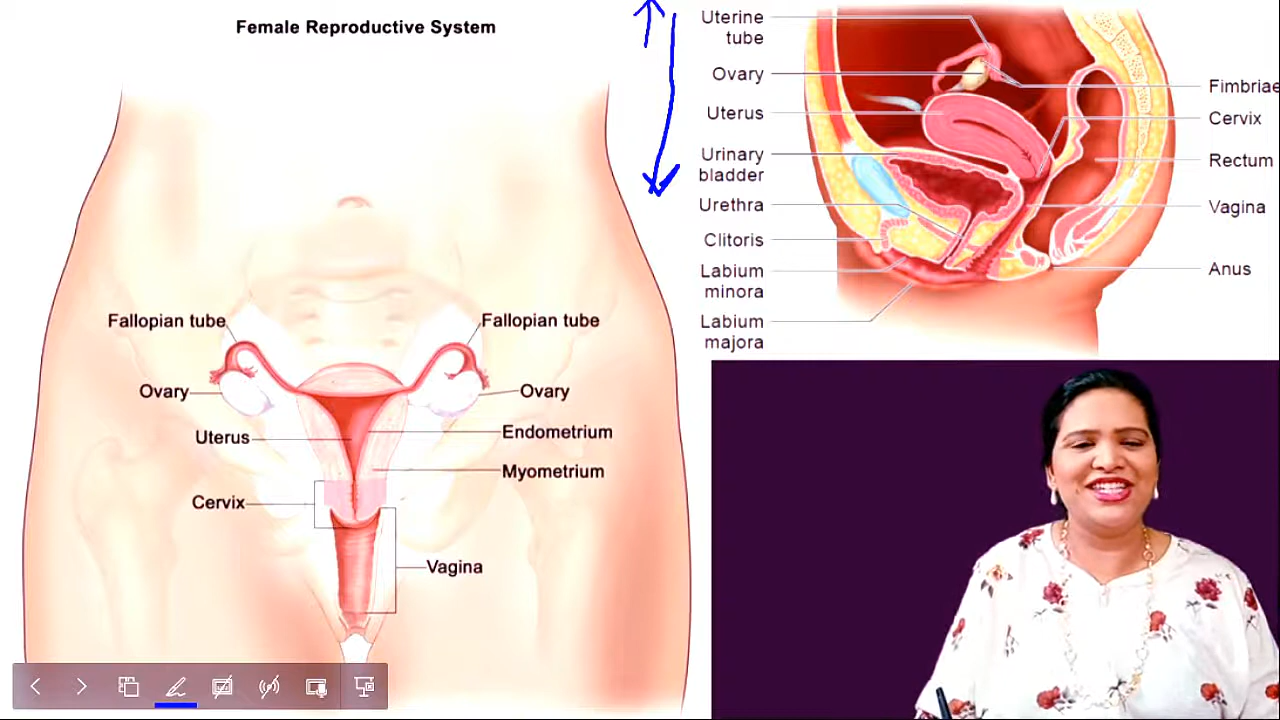 Female Reproductive System
Fallopian tube
Fallopian tube
Ovary
Ovary
Uterus
Endometrium
Myometrium
Cervix
Vagina
Uterine
tube
Ovary
Uterus
Urinary
bladder
Urethra
Clitoris
Labium
minora
Labium
majora
Fimbriae
Cervix
Rectum
Vagina
Anus